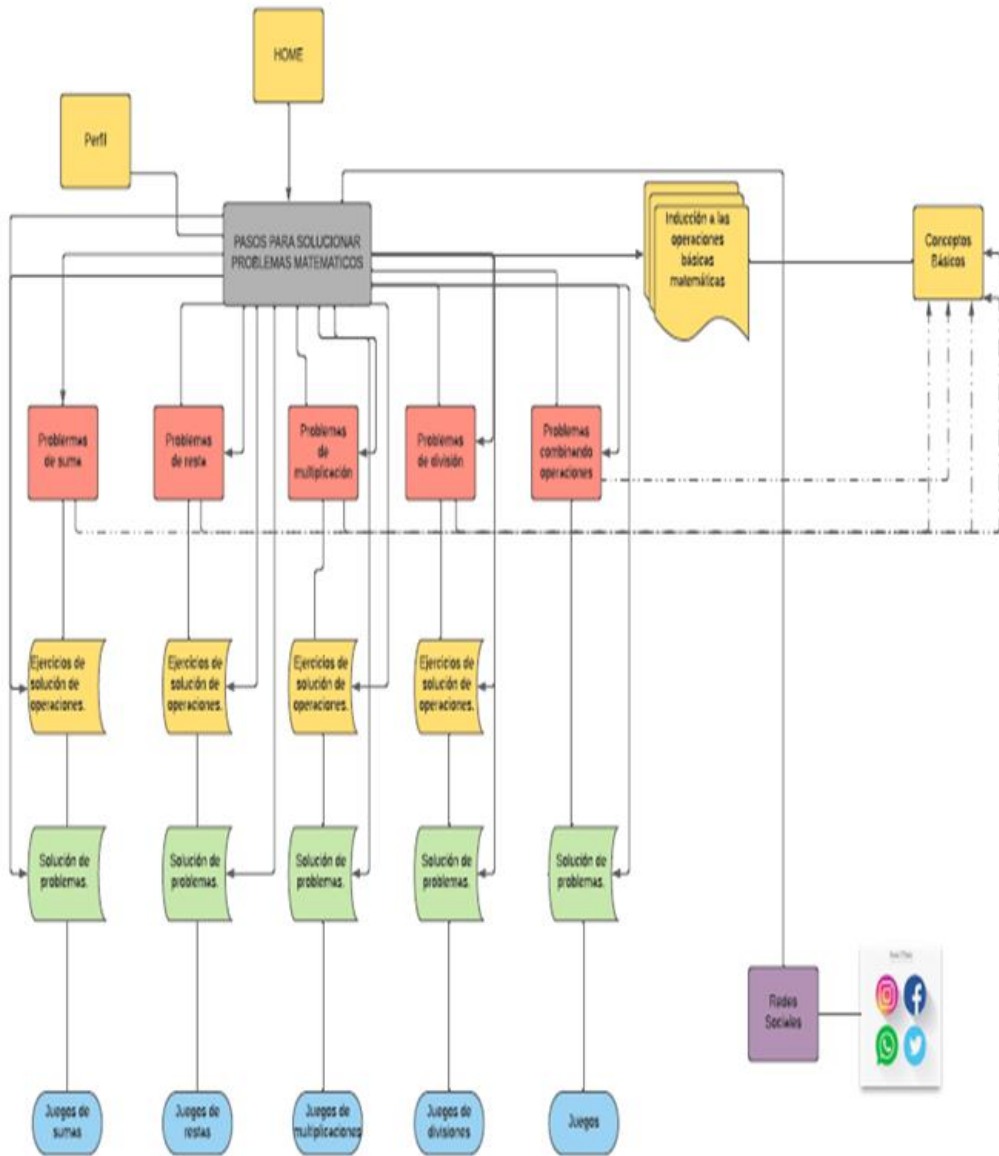 HOME
Perfil
PASOS PARA SOLUCIONAR
PROBLEMAS MATEMATICOS
Inducción a las
operaciones
básicas
matemáticas
Conceptos
Básicos
Problemas
de suma
Problemas
de resta
Problemas
de
multiplicación
Problemas
de división
Problemas
combinando
operaciones
Ejercicios de
solución de
operaciones.
Ejercicios de
solución de
operaciones.
Ejercicios de
solución de
operaciones.
Ejercicios de
solución de
operaciones.
Solución de
problemas.
Solución de
problemas.
Solución de
problemas.
Solución de
problemas.
Solución de
problemas.
Redes
Sociales
Juegos de
sumas
Juegos de
restas
Juegos de
multiplicaciones
Juegos de
divisiones
Juegos